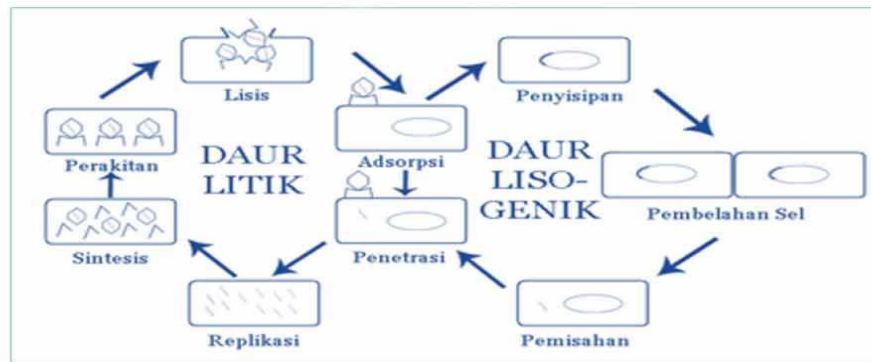 Lisis
Penyisipan
Perakitan
DAUR
LITIK
Adsorpsi
DAUR
LISO-
GENIK
Pembelahan Sel
Sintesis
Penetrasi
Replikasi
Pemisahan